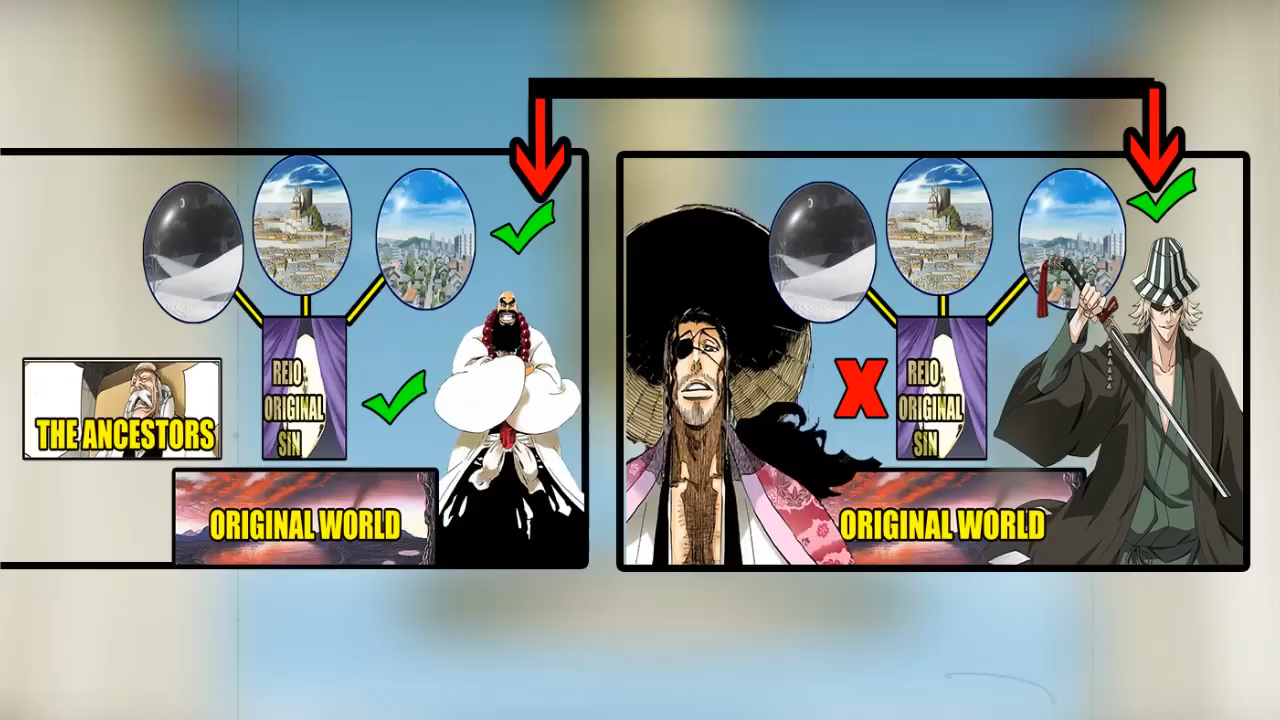 THE ANCESTORS
REIO:
ORIGINAL
SIN
ORIGINAL WORLD
X
REIO:
ORIGINAL
SIN
ORIGINAL WORLD